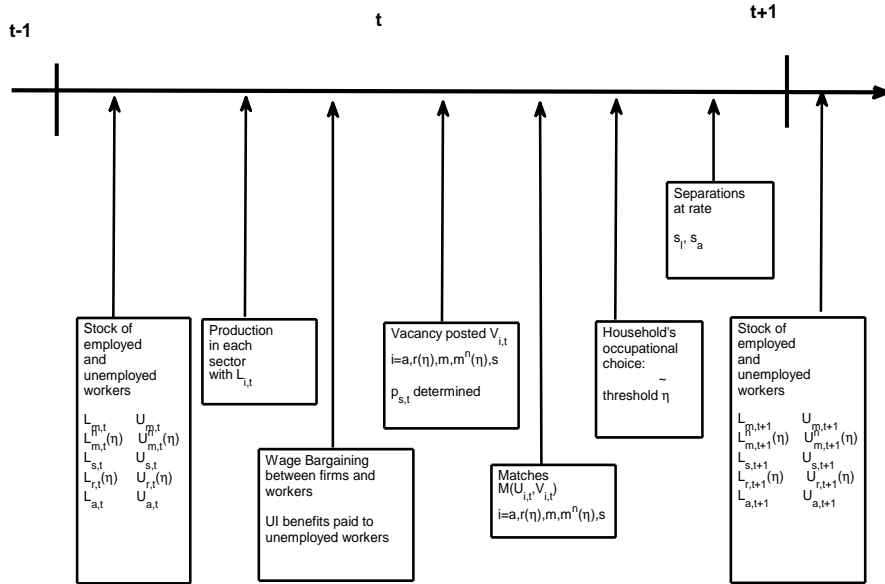 t-1
t
t+1
Stock of
employed
and
unemployed
workers
L_{m,t} U_{m,t}
L^n_{m,t}(η) U^n_{m,t}(η)
L_{s,t} U_{s,t}
L_{r,t}(η) U_{r,t}(η)
L_{a,t} U_{a,t}
Production
in each
sector
with L_{i,t}
Wage Bargaining
between firms and
workers
UI benefits paid to
unemployed workers
Vacancy posted V_{i,t}
i=a,r(η),m,m^n(η),s
p_{s,t} determined
Matches
M(U_{i,t},V_{i,t})
i=a,r(η),m,m^n(η),s
Household's
occupational
choice:
threshold η̃
Separations
at rate
s_l, s_a
Stock of
employed
and
unemployed
workers
L_{m,t+1} U_{m,t+1}
L^n_{m,t+1}(η) U^n_{m,t+1}(η)
L_{s,t+1} U_{s,t+1}
L_{r,t+1}(η) U_{r,t+1}(η)
L_{a,t+1} U_{a,t+1}